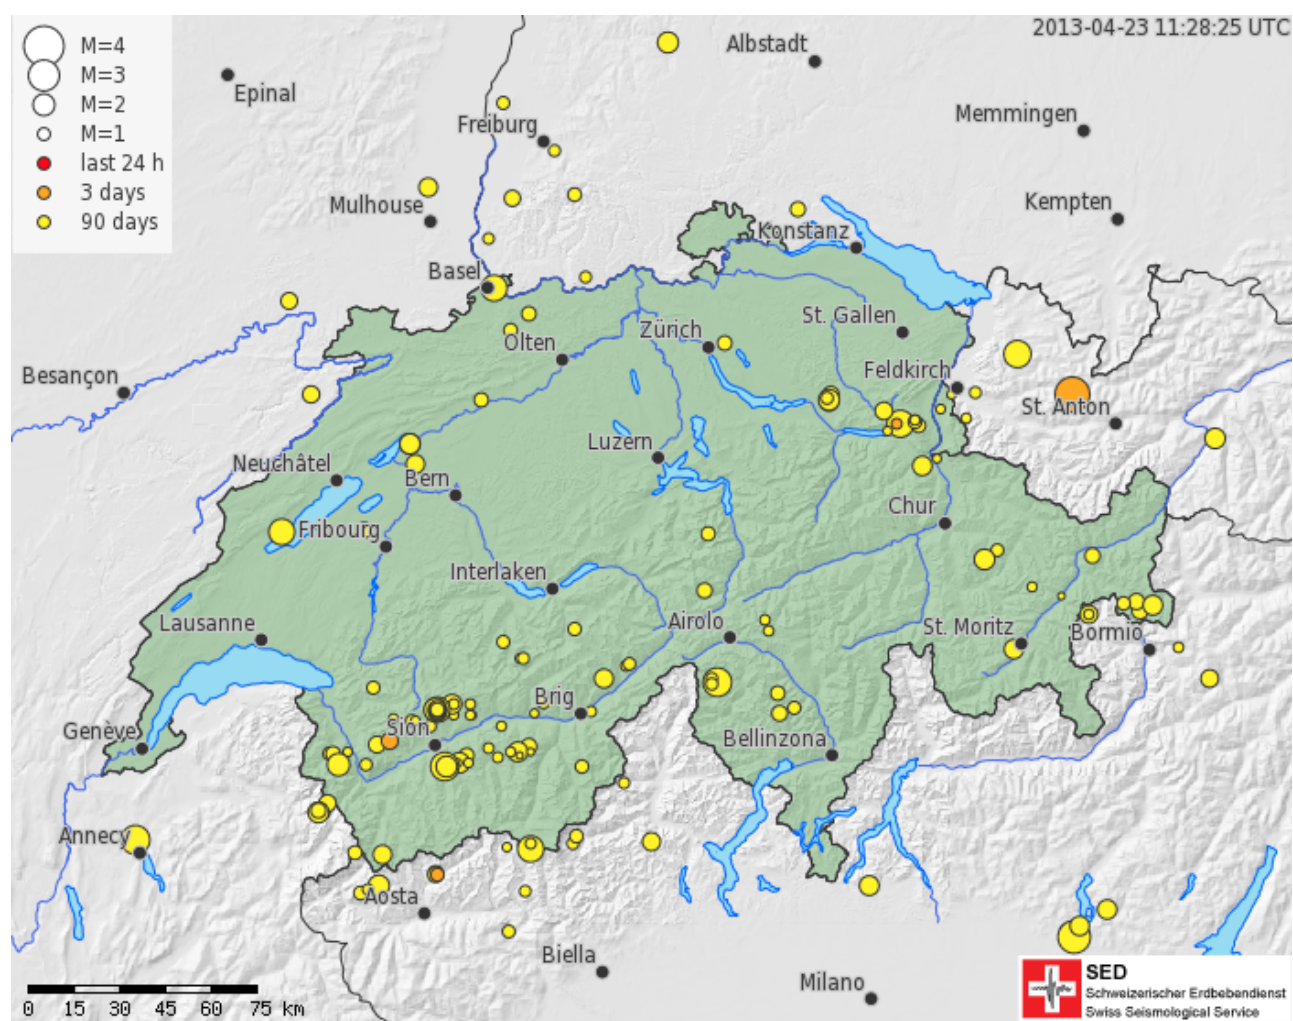 M=4
M=3
M=2
M=1
last 24 h
3 days
90 days
2013-04-23 11:28:25 UTC
Albstadt
Epinal
Memmingen
Freiburg
Mulhouse
Kempten
Konstanz
Basel
St. Gallen
Zürich
Olten
Feldkirch
Besançon
St. Anton
Luzern
Neuchâtel
Bern
Chur
Fribourg
Interlaken
Lausanne
Airolo
St. Moritz
Bormio
Brig
Sion
Genève
Bellinzona
Annecy
Aosta
Biella
Milano
0 15 30 45 60 75 km
SED
Schweizerischer Erdbebendienst
Swiss Seismological Service